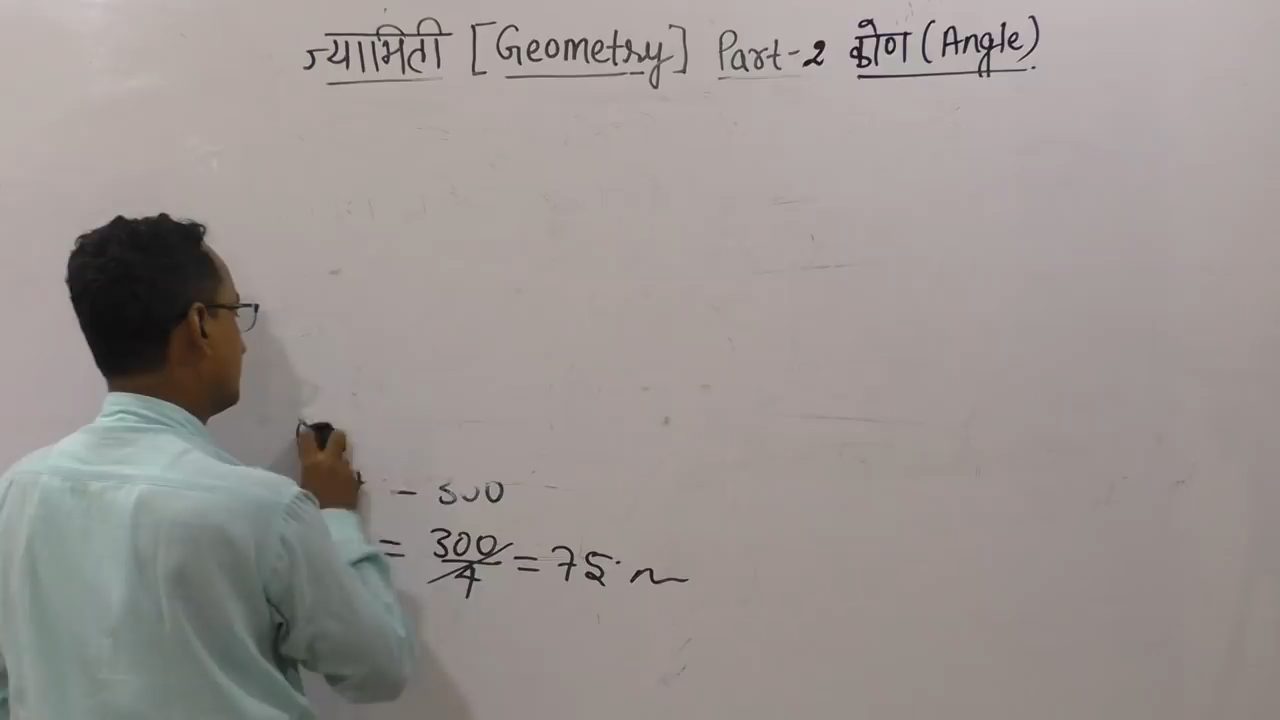 ज्यामिती [Geometry] Part-2 कोण (Angle)
= 300/4 = 75.